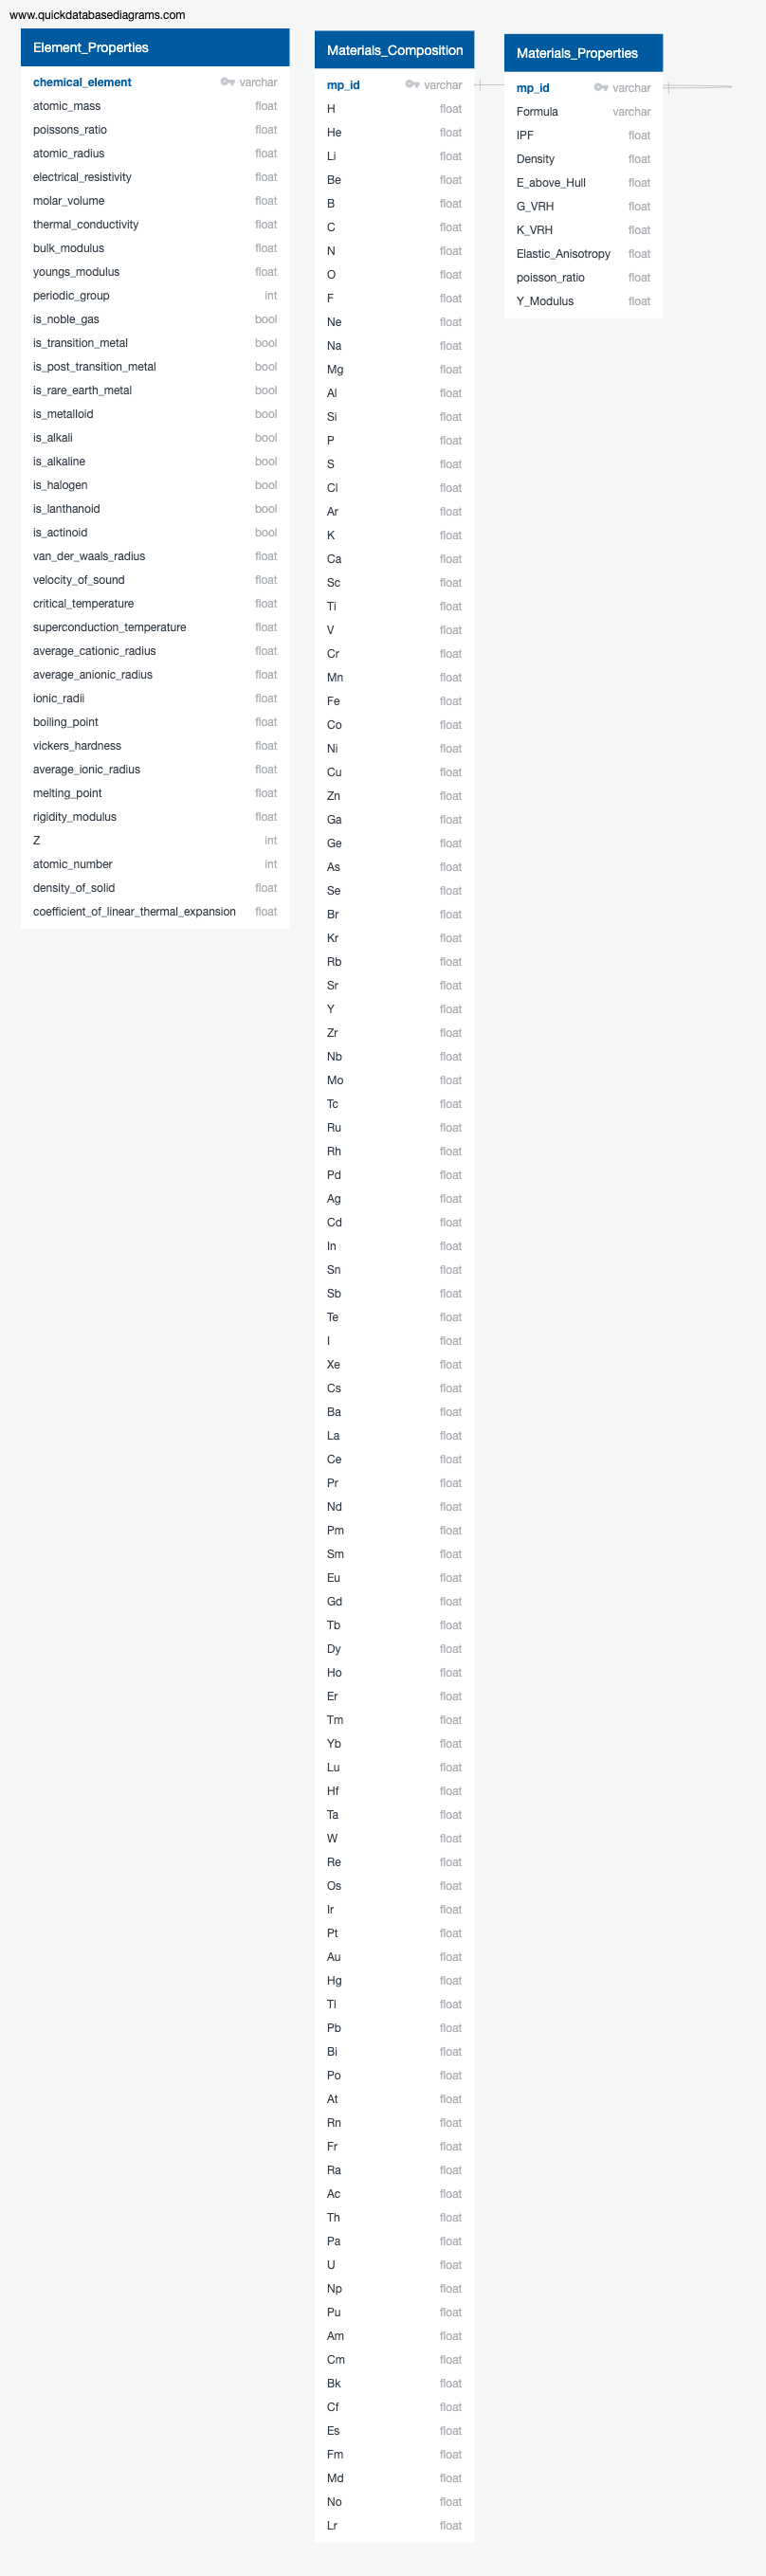 www.quickdatabasediagrams.com
Element_Properties
chemical_element varchar
atomic_mass float
poissons_ratio float
atomic_radius float
electrical_resistivity float
molar_volume float
thermal_conductivity float
bulk_modulus float
youngs_modulus float
periodic_group int
is_noble_gas bool
is_transition_metal bool
is_post_transition_metal bool
is_rare_earth_metal bool
is_metalloid bool
is_alkali bool
is_alkaline bool
is_halogen bool
is_lanthanoid bool
is_actinoid bool
van_der_waals_radius float
velocity_of_sound float
critical_temperature float
superconduction_temperature float
average_cationic_radius float
average_anionic_radius float
ionic_radii float
boiling_point float
vickers_hardness float
average_ionic_radius float
melting_point float
rigidity_modulus float
Z int
atomic_number int
density_of_solid float
coefficient_of_linear_thermal_expansion float
Materials_Composition
mp_id varchar
H float
He float
Li float
Be float
B float
C float
N float
O float
F float
Ne float
Na float
Mg float
Al float
Si float
P float
S float
Cl float
Ar float
K float
Ca float
Sc float
Ti float
V float
Cr float
Mn float
Fe float
Co float
Ni float
Cu float
Zn float
Ga float
Ge float
As float
Se float
Br float
Kr float
Rb float
Sr float
Y float
Zr float
Nb float
Mo float
Tc float
Ru float
Rh float
Pd float
Ag float
Cd float
In float
Sn float
Sb float
Te float
I float
Xe float
Cs float
Ba float
La float
Ce float
Pr float
Nd float
Pm float
Sm float
Eu float
Gd float
Tb float
Dy float
Ho float
Er float
Tm float
Yb float
Lu float
Hf float
Ta float
W float
Re float
Os float
Ir float
Pt float
Au float
Hg float
Tl float
Pb float
Bi float
Po float
At float
Rn float
Fr float
Ra float
Ac float
Th float
Pa float
U float
Np float
Pu float
Am float
Cm float
Bk float
Cf float
Es float
Fm float
Md float
No float
Lr float
Materials_Properties
mp_id varchar
Formula varchar
IPF float
Density float
E_above_Hull float
G_VRH float
K_VRH float
Elastic_Anisotropy float
poisson_ratio float
Y_Modulus float